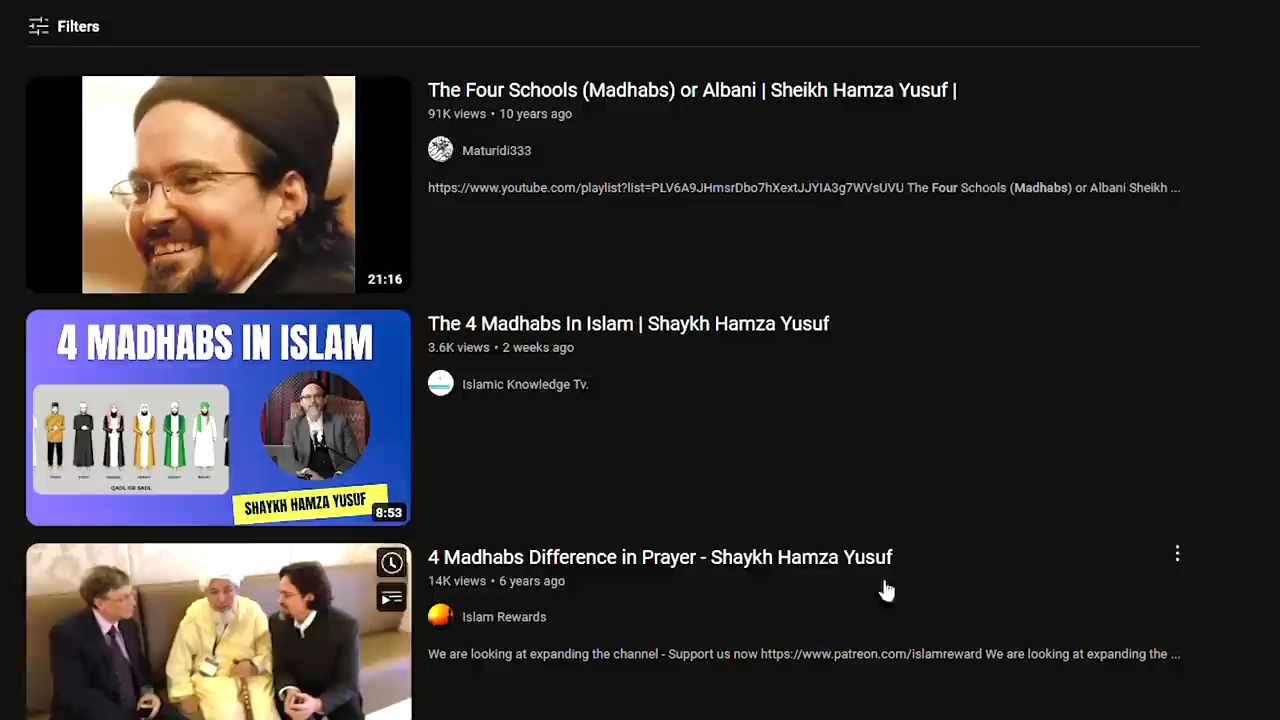 Filters
The Four Schools (Madhabs) or Albani | Sheikh Hamza Yusuf |
91K views • 10 years ago
Maturidi333
https://www.youtube.com/playlist?list=PLV6A9JHmsrDbo7hXextJJYIA3g7WVsUVU The Four Schools (Madhabs) or Albani Sheikh ...
21:16
4 MADHABS IN ISLAM
QADL OR BADL
SHAYKH HAMZA YUSUF
8:53
The 4 Madhabs In Islam | Shaykh Hamza Yusuf
3.6K views • 2 weeks ago
Islamic Knowledge Tv.
4 Madhabs Difference in Prayer - Shaykh Hamza Yusuf
14K views • 6 years ago
Islam Rewards
We are looking at expanding the channel - Support us now https://www.patreon.com/islamreward We are looking at expanding the ...